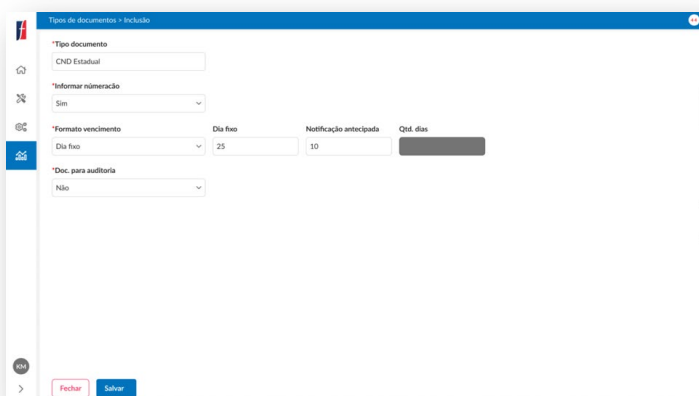 Tipos de documentos > Inclusão
*Tipo documento
CND Estadual
*Informar númeracão
Sim
*Formato vencimento Dia fixo Notificação antecipada Qtd. dias
Dia fixo 25 10
*Doc. para auditoria
Não
KM
Fechar Salvar